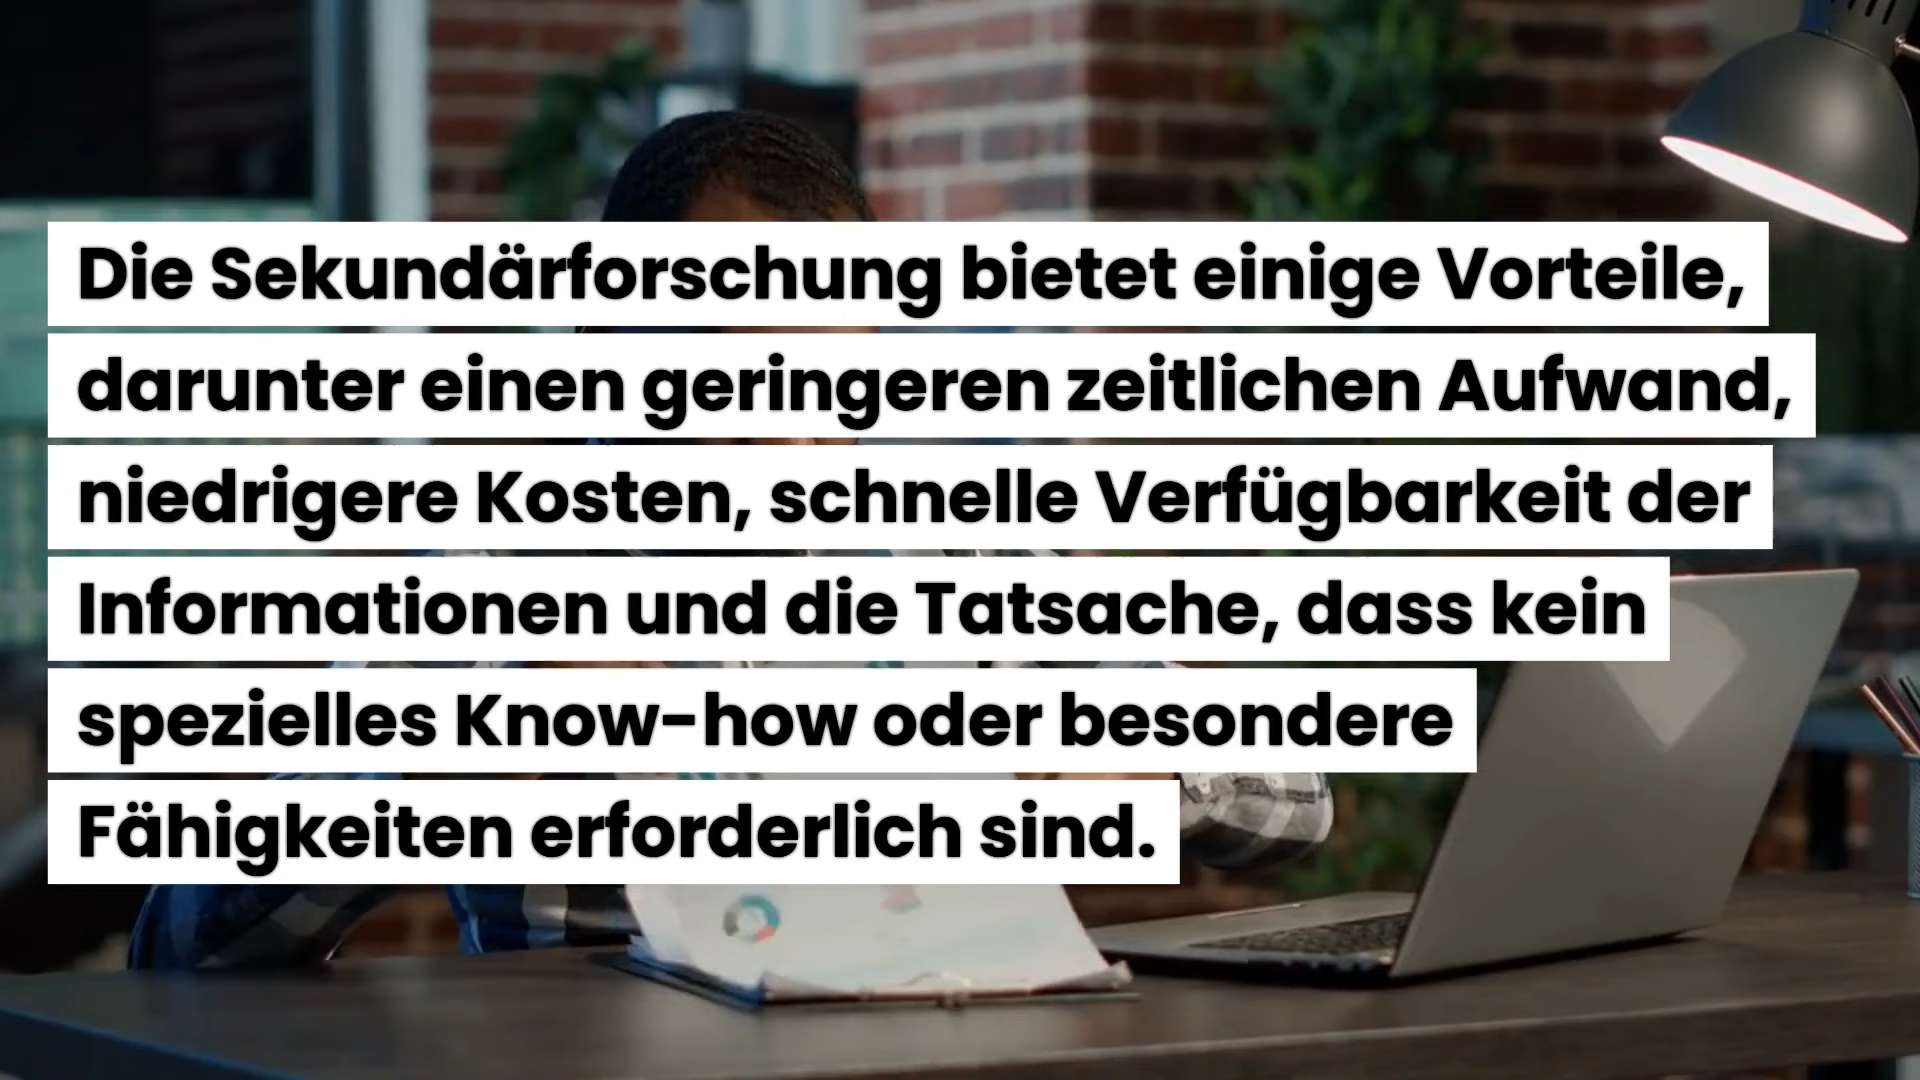 Die Sekundärforschung bietet einige Vorteile,
darunter einen geringeren zeitlichen Aufwand,
niedrigere Kosten, schnelle Verfügbarkeit der
Informationen und die Tatsache, dass kein
spezielles Know-how oder besondere
Fähigkeiten erforderlich sind.